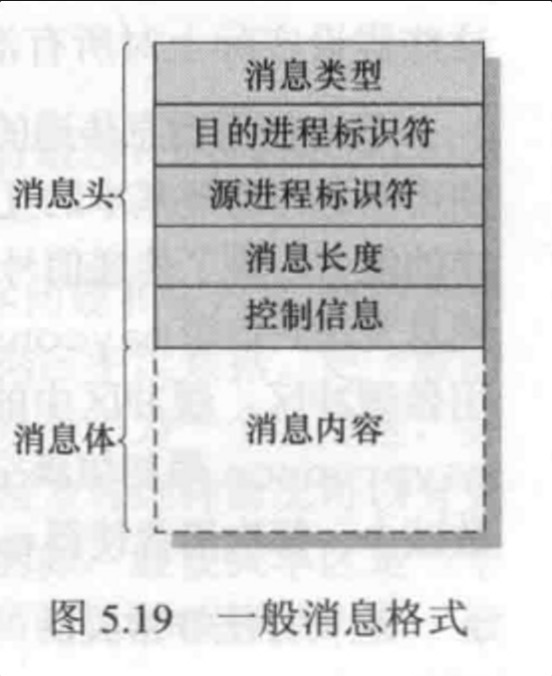 消息类型
目的进程标识符
消息头
源进程标识符
消息长度
控制信息
消息体
消息内容
图 5.19 一般消息格式